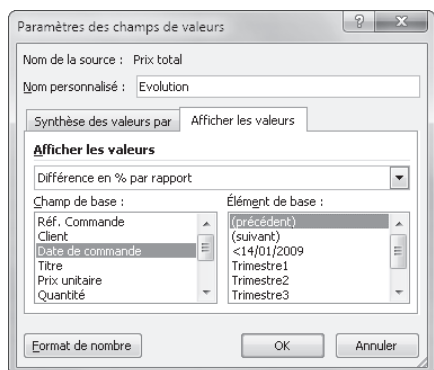 Paramètres des champs de valeurs
Nom de la source : Prix total
Nom personnalisé : Evolution
Synthèse des valeurs par Afficher les valeurs
Afficher les valeurs
Différence en % par rapport
Champ de base : Élément de base :
Réf. Commande (précédent)
Client (suivant)
Date de commande <14/01/2009
Titre Trimestre1
Prix unitaire Trimestre2
Quantité Trimestre3
Format de nombre OK Annuler